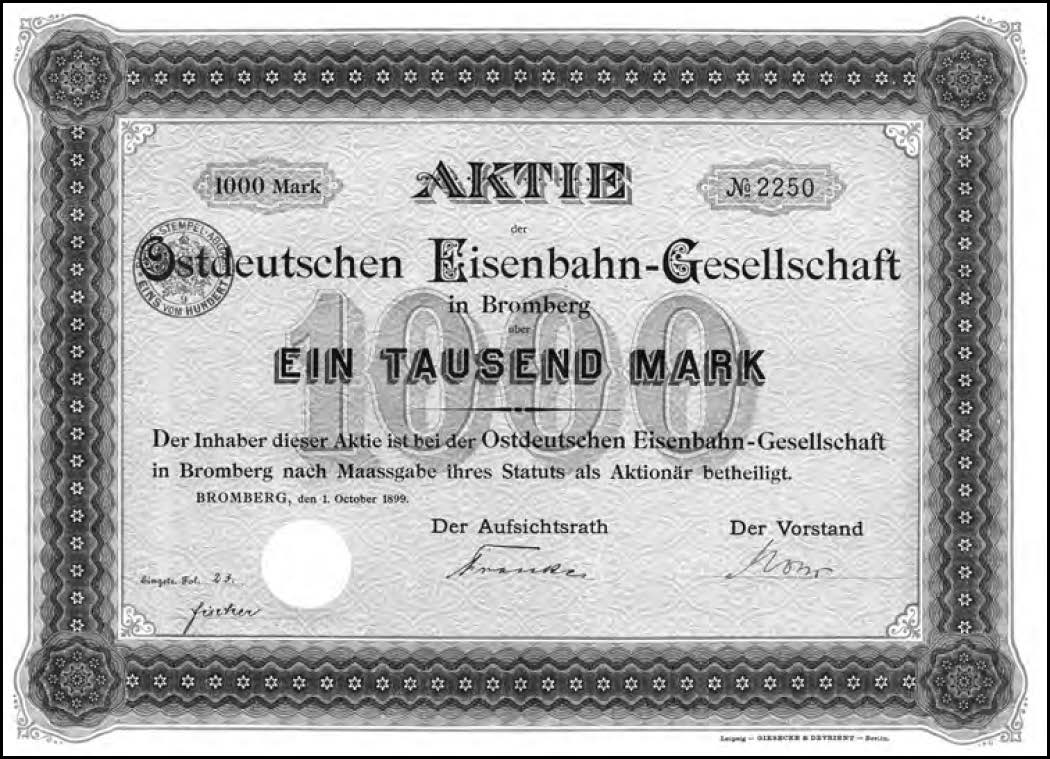 AKTIE
1000 Mark
№ 2250
der
Ostdeutschen Eisenbahn-Gesellschaft
in Bromberg
über
1000
EIN TAUSEND MARK
Der Inhaber dieser Aktie ist bei der Ostdeutschen Eisenbahn-Gesellschaft
in Bromberg nach Maassgabe ihres Statuts als Aktionär betheiligt.
BROMBERG, den 1. October 1899.
Der Aufsichtsrath
Der Vorstand
Franke
Eingetr. Fol. 23.
Fischer
STEMPEL-ABG
EINS VOM HUNDERT
Leipzig — GIESECKE & DEVRIENT — Berlin.